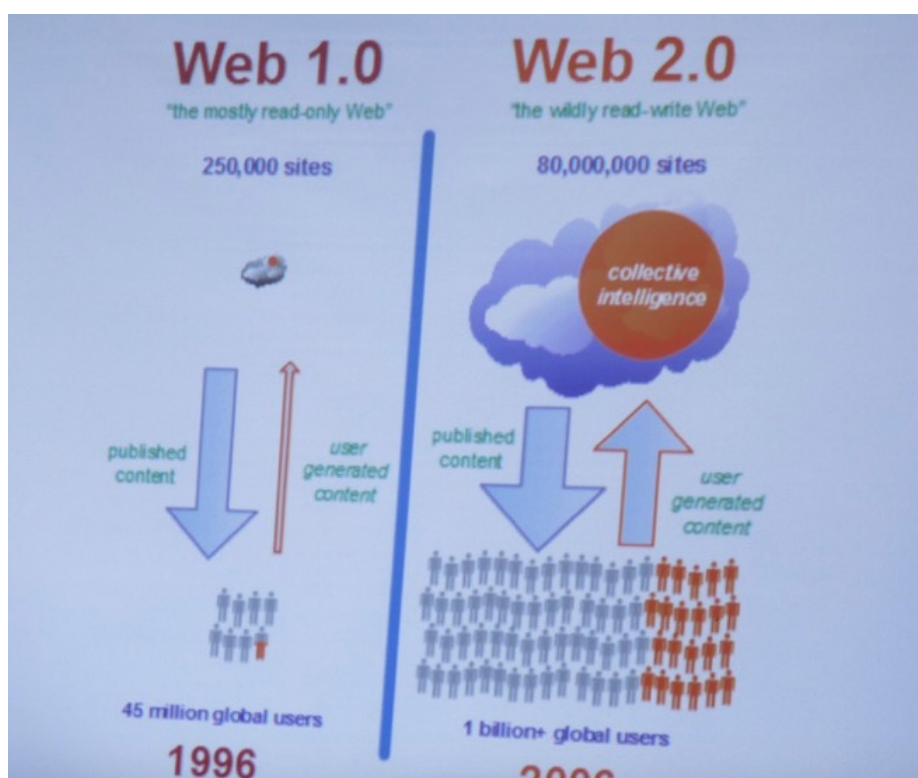 Web 1.0
"the mostly read-only Web"
250,000 sites
published
content
user
generated
content
45 million global users
1996
Web 2.0
"the wildly read-write Web"
80,000,000 sites
collective
intelligence
published
content
user
generated
content
1 billion+ global users